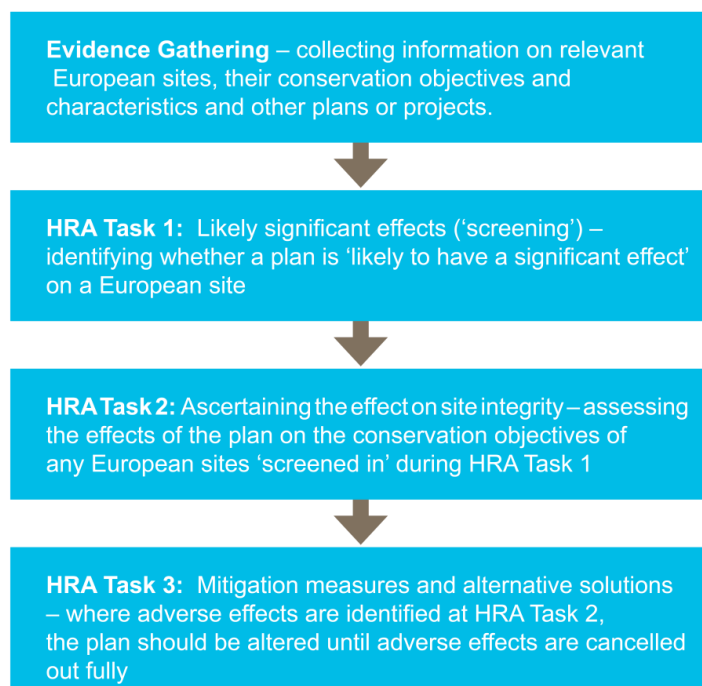 Evidence Gathering – collecting information on relevant
European sites, their conservation objectives and
characteristics and other plans or projects.
HRA Task 1: Likely significant effects (‘screening’) –
identifying whether a plan is ‘likely to have a significant effect’
on a European site
HRA Task 2: Ascertaining the effect on site integrity – assessing
the effects of the plan on the conservation objectives of
any European sites ‘screened in’ during HRA Task 1
HRA Task 3: Mitigation measures and alternative solutions
– where adverse effects are identified at HRA Task 2,
the plan should be altered until adverse effects are cancelled
out fully